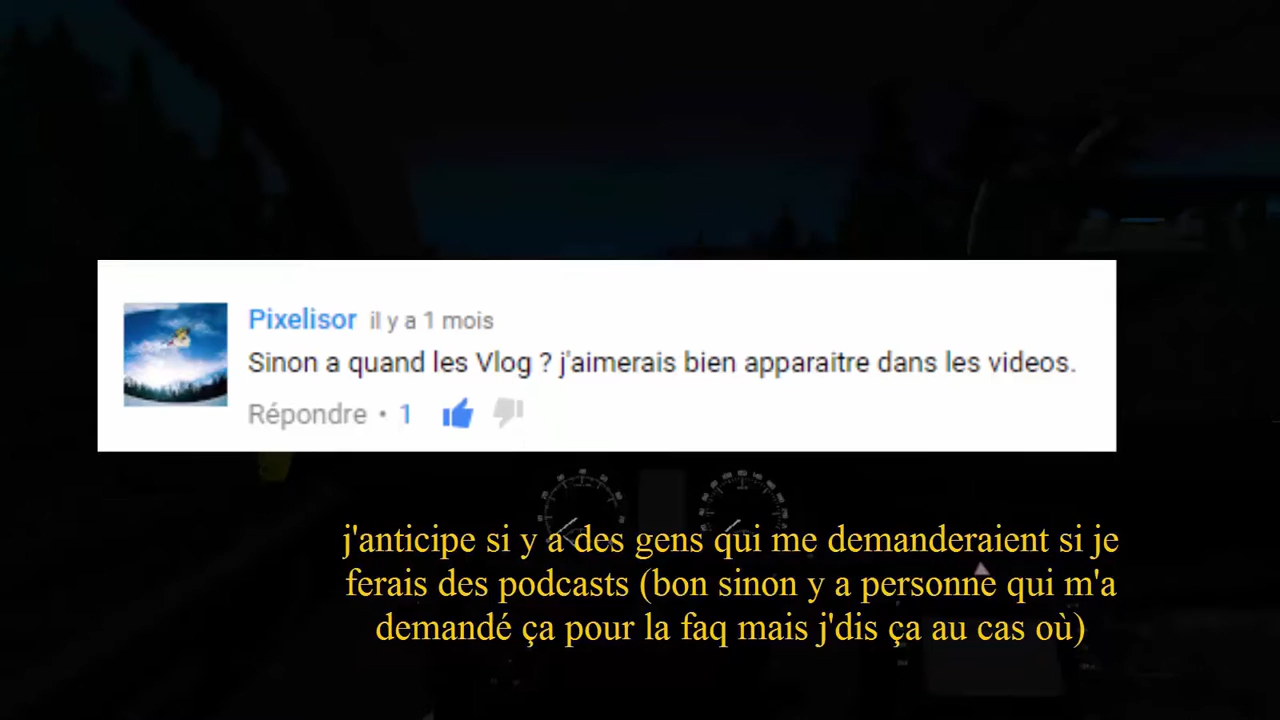 Pixelisor il y a 1 mois
Sinon a quand les Vlog ? j'aimerais bien apparaitre dans les videos.
Répondre • 1
j'anticipe si y a des gens qui me demanderaient si je
ferais des podcasts (bon sinon y a personne qui m'a
demandé ça pour la faq mais j'dis ça au cas où)